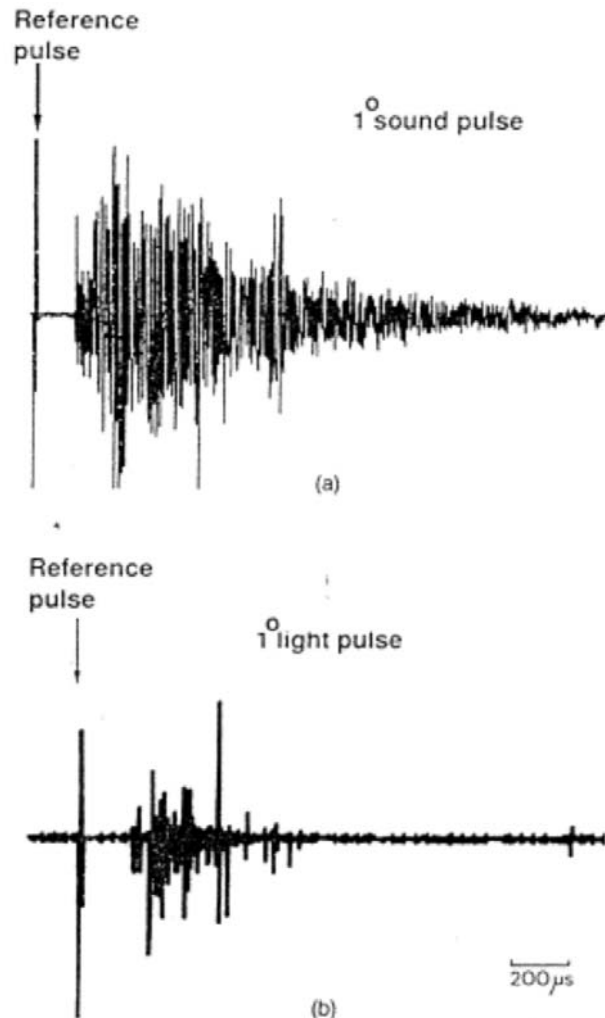 Reference
pulse
1° sound pulse
(a)
Reference
pulse
1° light pulse
200 µs
(b)